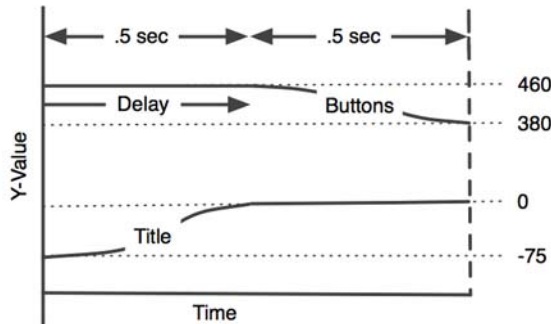 .5 sec
.5 sec
460
Delay
Buttons
380
Y-Value
0
Title
-75
Time